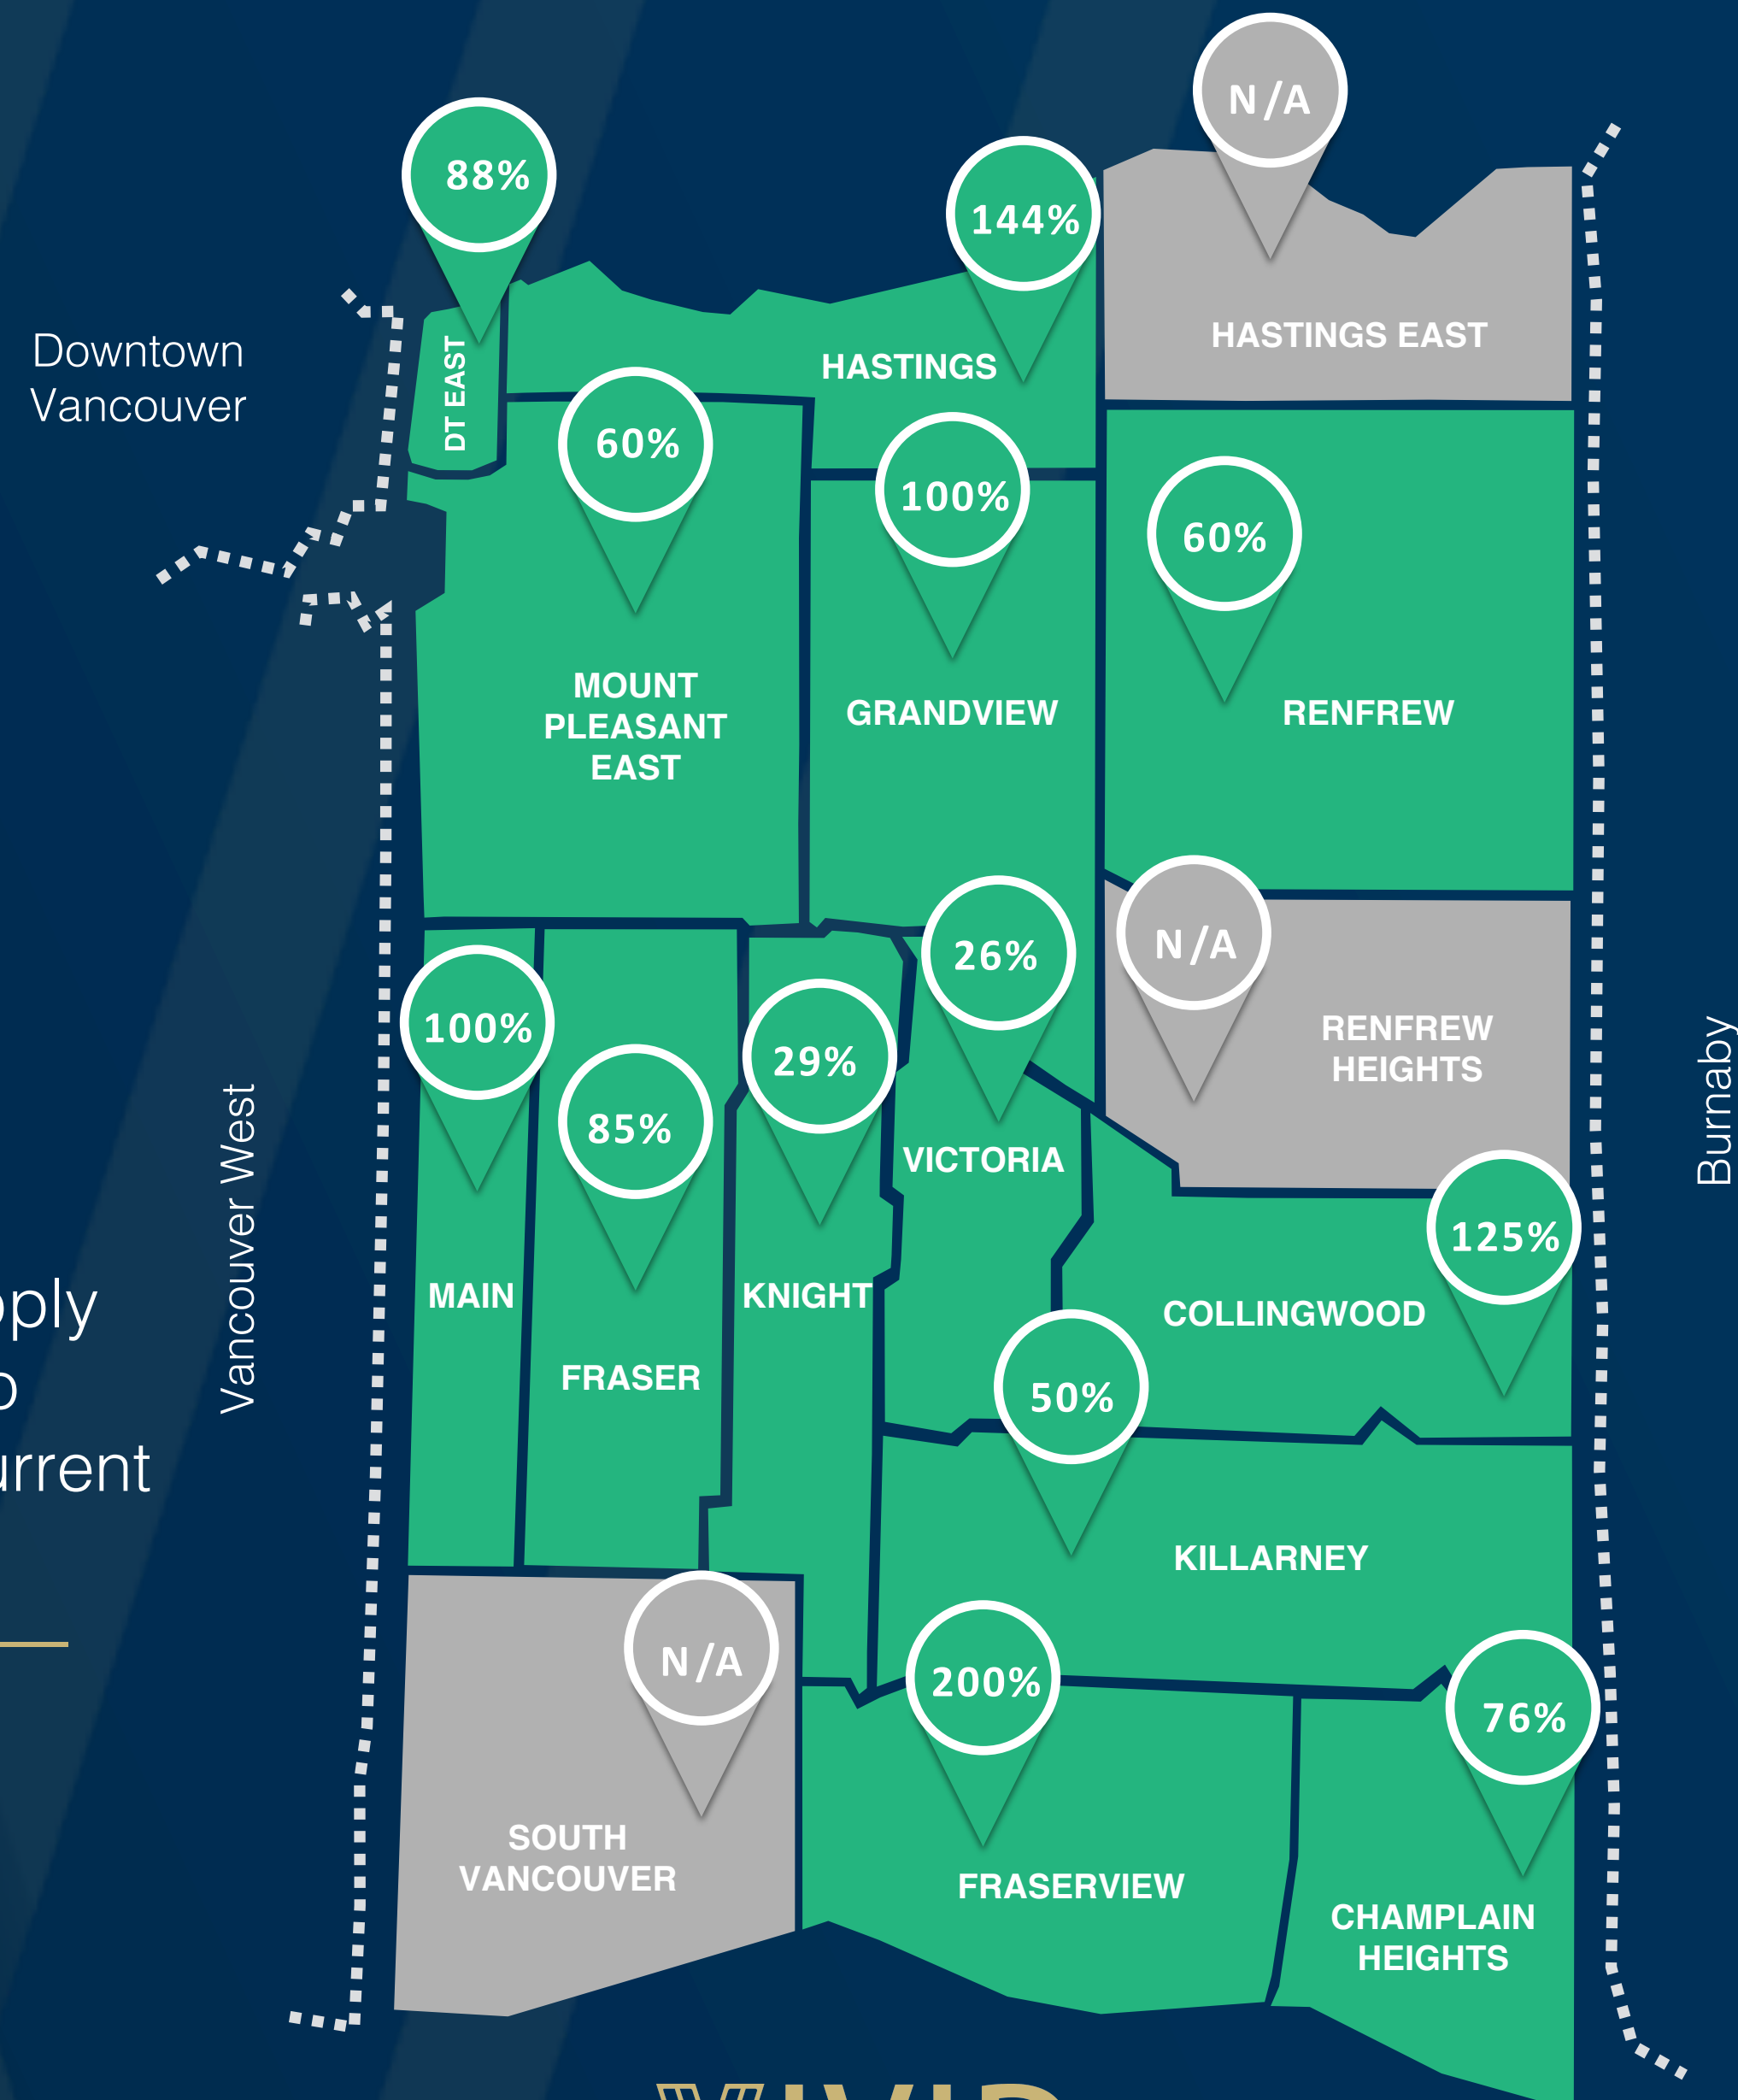 N/A
88%
144%
HASTINGS EAST
Downtown
Vancouver
DT EAST
HASTINGS
60%
100%
60%
MOUNT
PLEASANT
EAST
GRANDVIEW
RENFREW
26%
N/A
100%
29%
85%
RENFREW
HEIGHTS
Burnaby
Vancouver West
VICTORIA
125%
MAIN
KNIGHT
COLLINGWOOD
FRASER
50%
KILLARNEY
N/A
200%
76%
SOUTH
VANCOUVER
FRASERVIEW
CHAMPLAIN
HEIGHTS